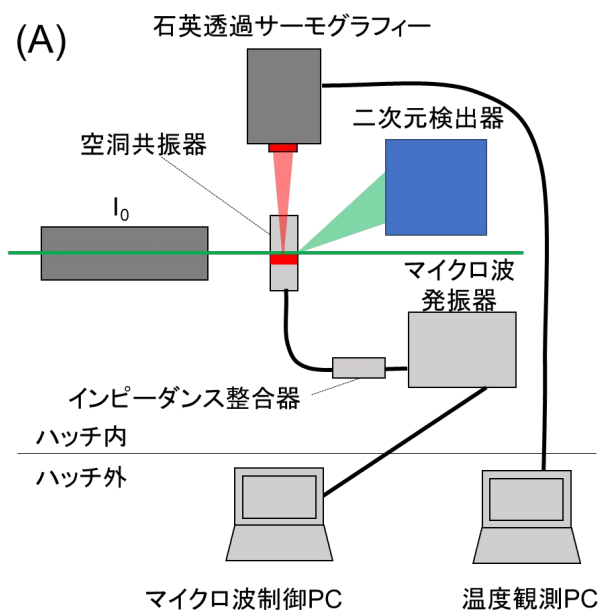 (A)
石英透過サーモグラフィー
二次元検出器
空洞共振器
I₀
マイクロ波
発振器
インピーダンス整合器
ハッチ内
ハッチ外
マイクロ波制御PC
温度観測PC